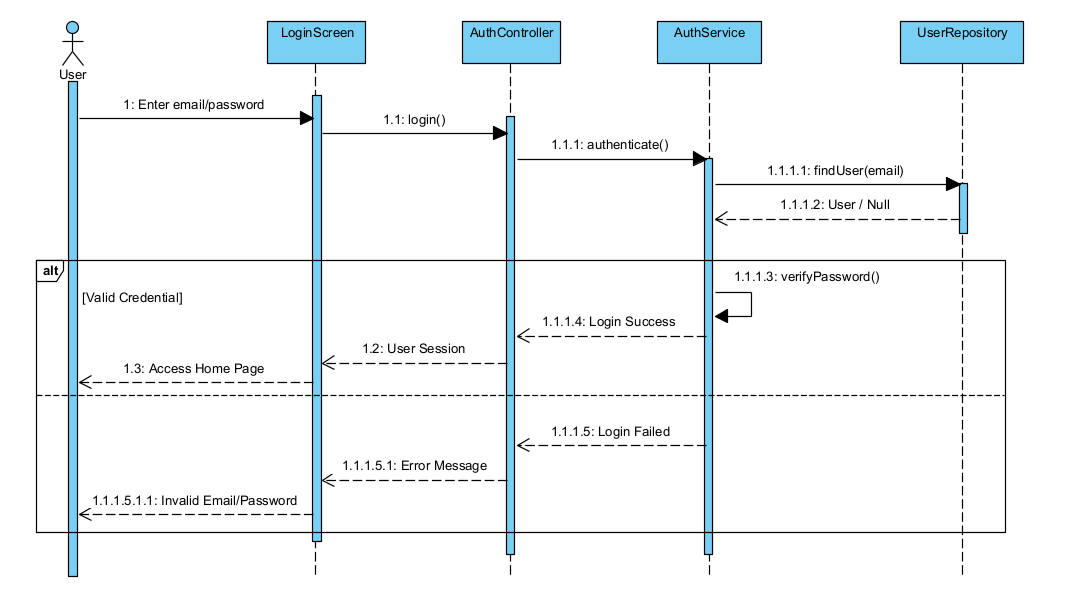 LoginScreen
AuthController
AuthService
UserRepository
User
1: Enter email/password
1.1: login()
1.1.1: authenticate()
1.1.1.1: findUser(email)
1.1.1.2: User / Null
alt
1.1.1.3: verifyPassword()
[Valid Credential]
1.1.1.4: Login Success
1.2: User Session
1.3: Access Home Page
1.1.1.5: Login Failed
1.1.1.5.1: Error Message
1.1.1.5.1.1: Invalid Email/Password